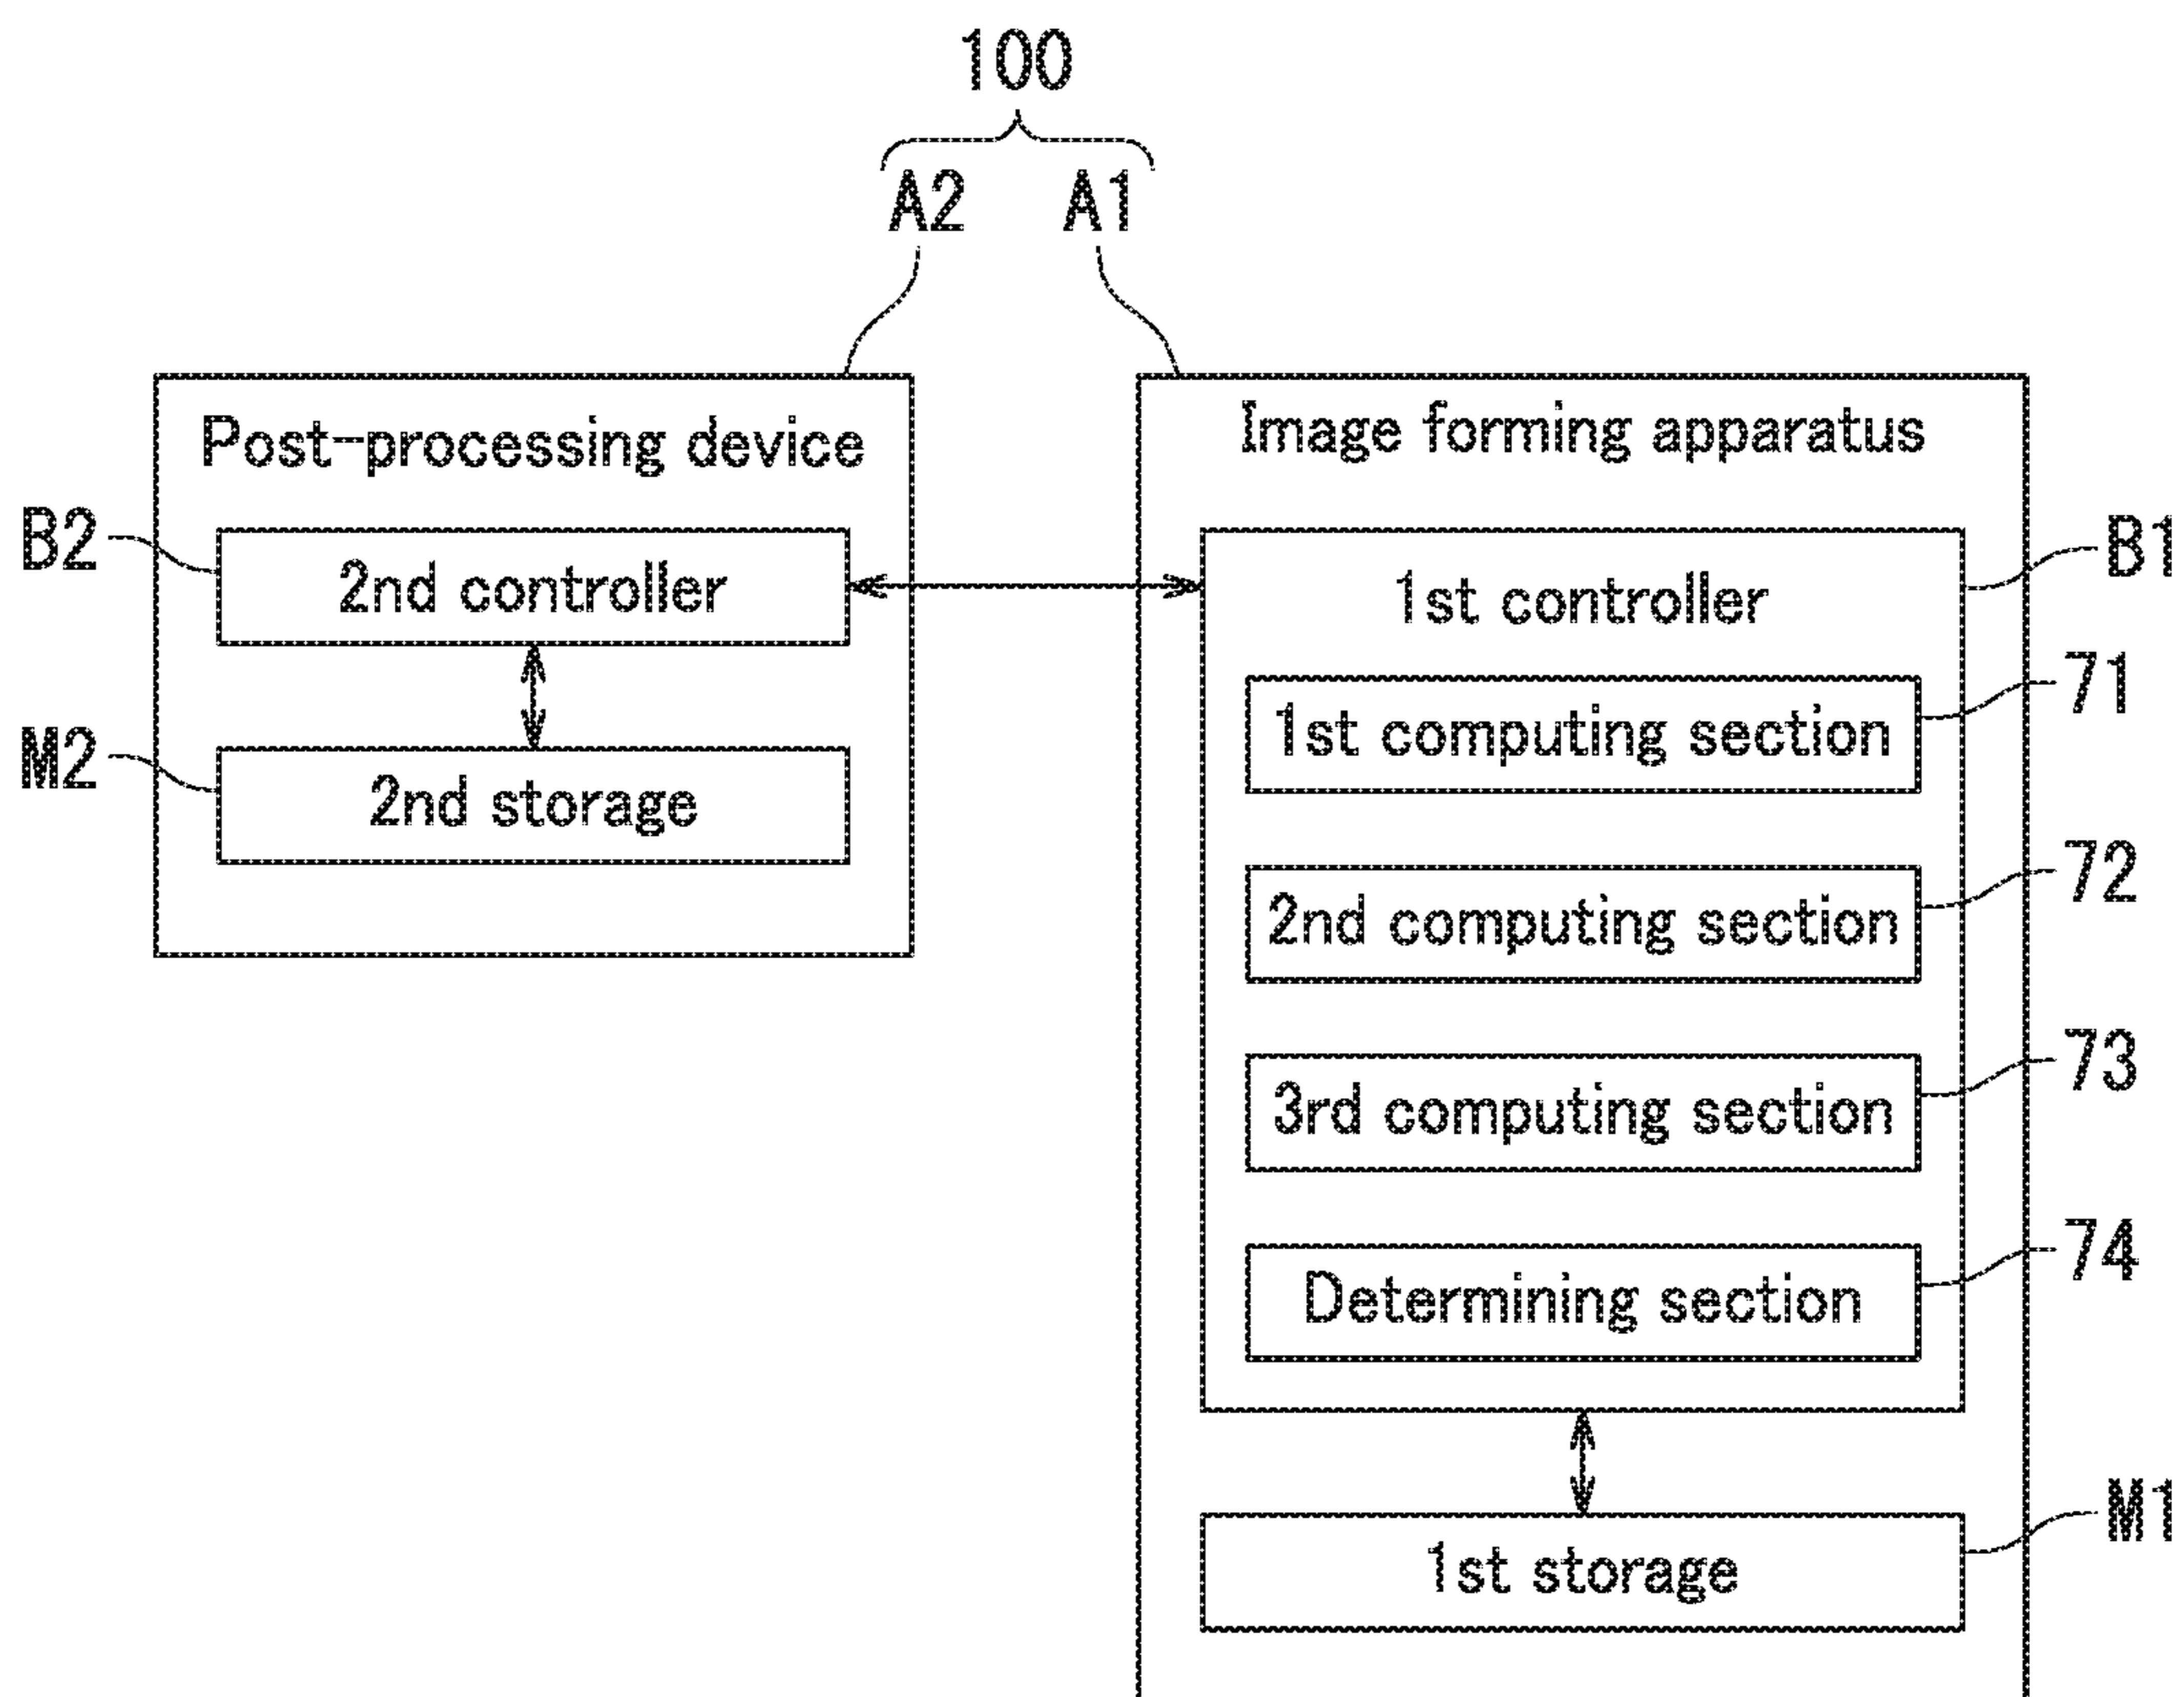 100
A2 A1
Post-processing device
B2
2nd controller
M2
2nd storage
Image forming apparatus
B1
1st controller
71
1st computing section
72
2nd computing section
73
3rd computing section
74
Determining section
M1
1st storage